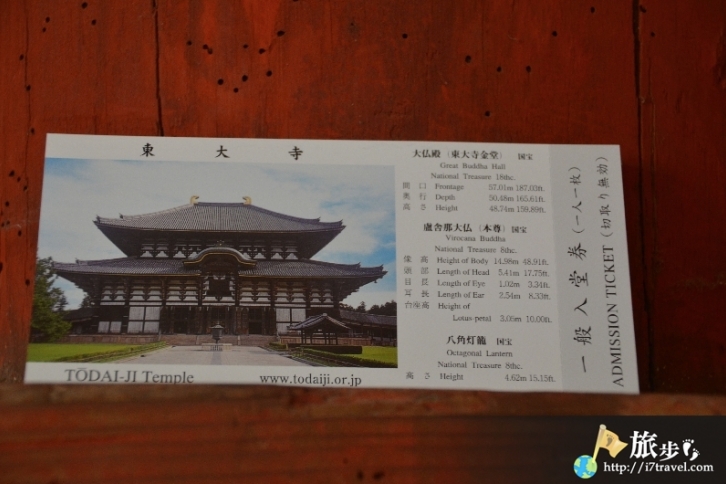 東大寺
TŌDAI-JI Temple
www.todaiji.or.jp
大仏殿（東大寺金堂） 国宝
Great Buddha Hall
National Treasure 18thc.
間口 Frontage 57.01m 187.03ft.
奥行 Depth 50.48m 165.61ft.
高さ Height 48.74m 159.89ft.
盧舎那大仏（本尊） 国宝
Virocana Buddha
National Treasure 8thc.
像高 Height of Body 14.98m 48.91ft.
頭部 Length of Head 5.41m 17.75ft.
目長 Length of Eye 1.02m 3.34ft.
耳長 Length of Ear 2.54m 8.33ft.
台座高 Height of
Lotus-petal 3.05m 10.00ft.
八角灯籠 国宝
Octagonal Lantern
National Treasure 8thc.
高さ Height 4.62m 15.15ft.
一般入堂券（一人一枚）
ADMISSION TICKET（切取り無効）
旅步
http://i7travel.com